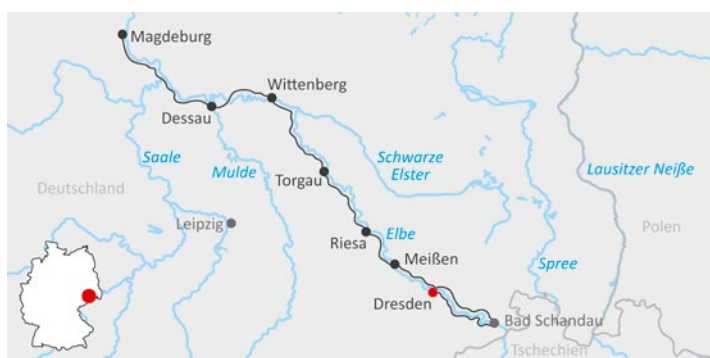 Magdeburg
Wittenberg
Dessau
Saale
Mulde
Schwarze
Elster
Lausitzer Neiße
Deutschland
Torgau
Leipzig
Polen
Riesa
Elbe
Meißen
Spree
Dresden
Bad Schandau
Tschechien